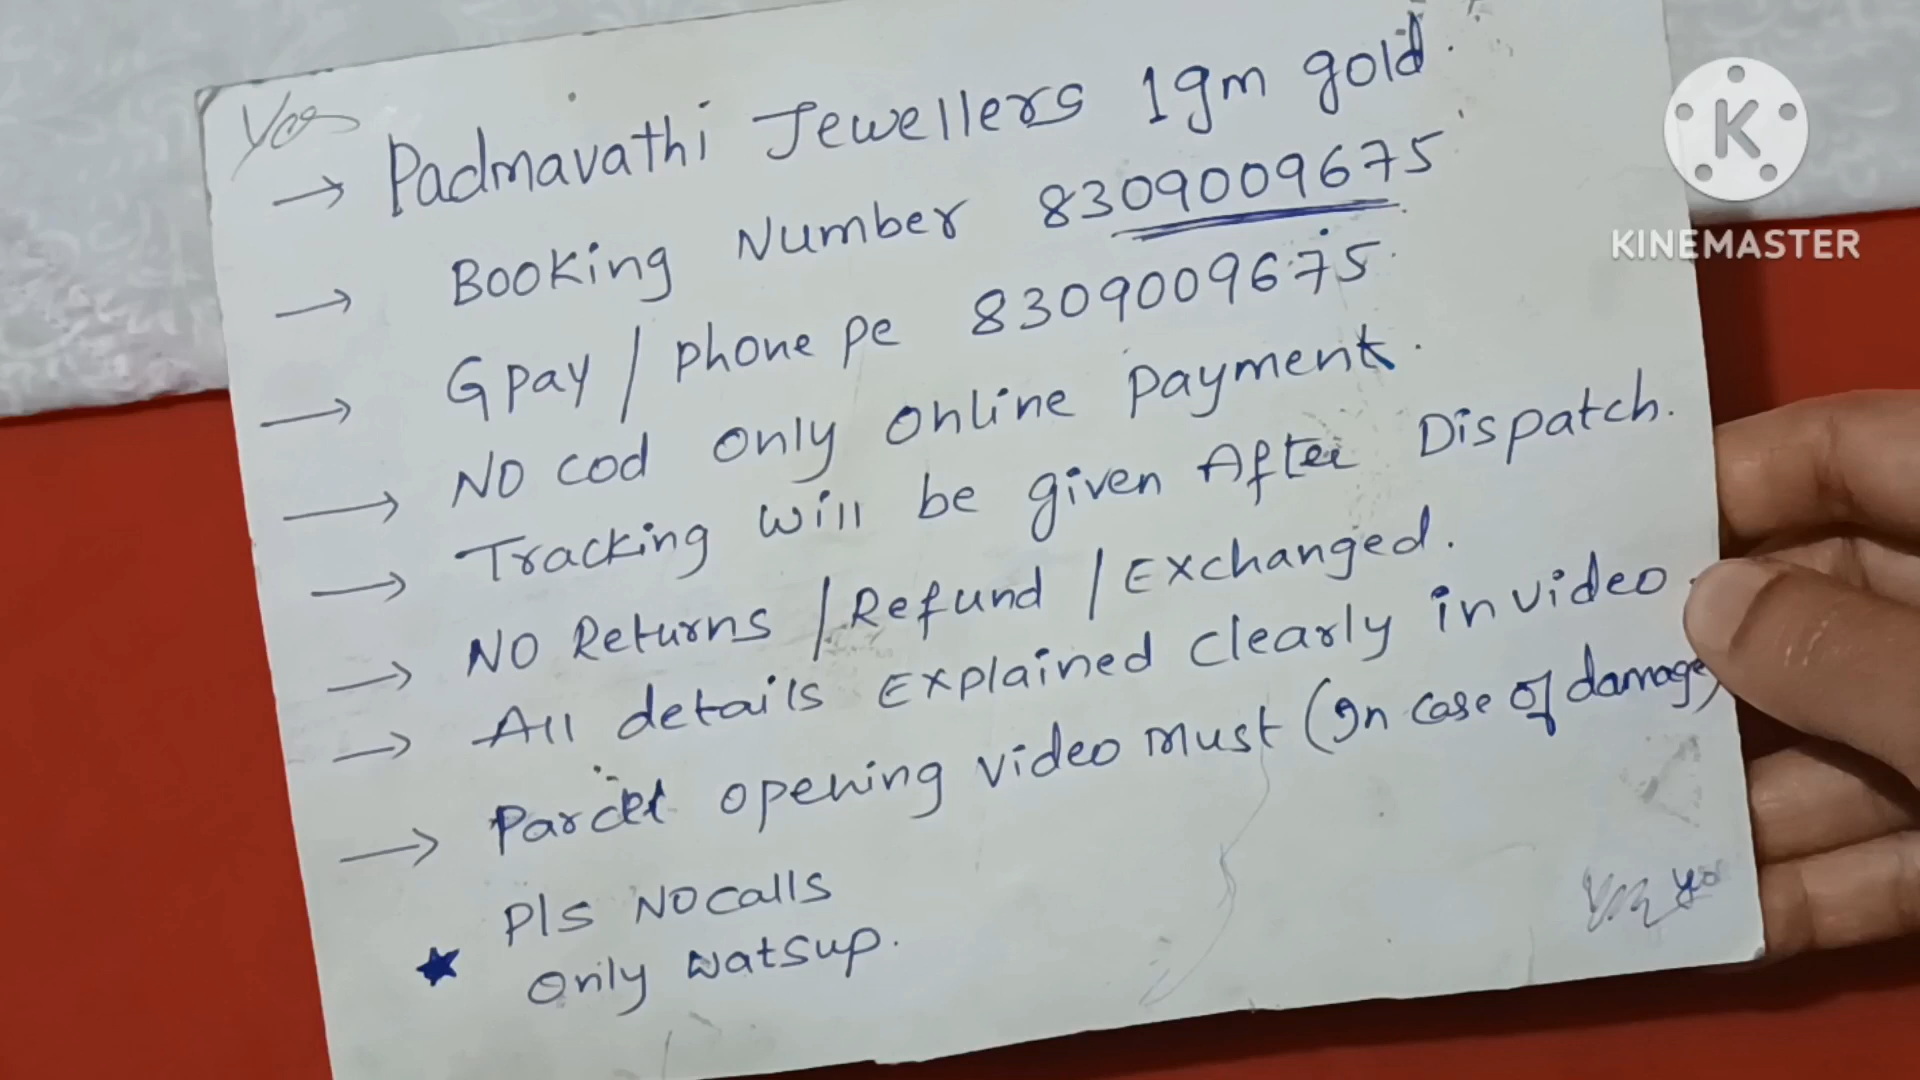 → Padmavathi Jewellers 1gm gold.
→ Booking Number 8309009675
→ Gpay / phone pe 8309009675
→ NO cod only online payment.
→ Tracking will be given After Dispatch.
→ NO Returns / Refund / Exchanged.
→ All details Explained clearly in video.
→ Parcel opening video must (In case of damage)
★ Pls NO calls
only watsup.
K
KINEMASTER